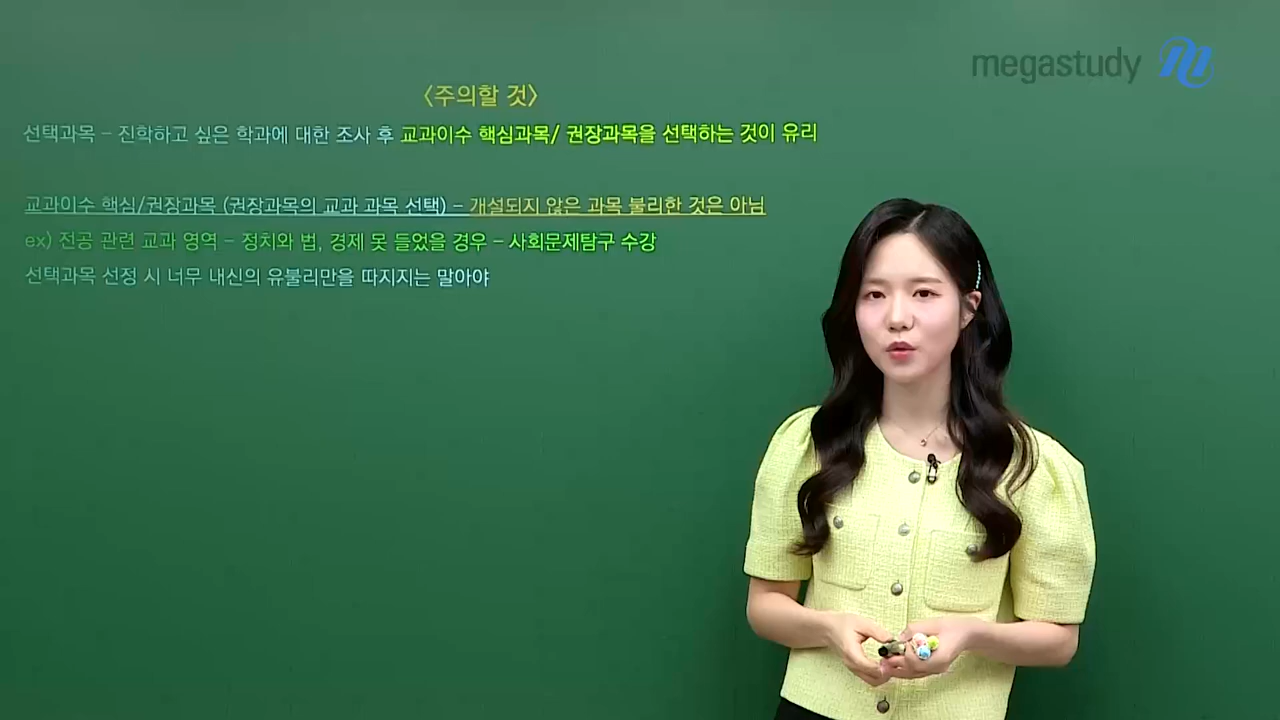 megastudy
〈주의할 것〉
선택과목 – 진학하고 싶은 학과에 대한 조사 후 교과이수 핵심과목/ 권장과목을 선택하는 것이 유리
교과이수 핵심/권장과목 (권장과목의 교과 과목 선택) – 개설되지 않은 과목 불리한 것은 아님
ex) 전공 관련 교과 영역 – 정치와 법, 경제 못 들었을 경우 – 사회문제탐구 수강
선택과목 선정 시 너무 내신의 유불리만을 따지지는 말아야